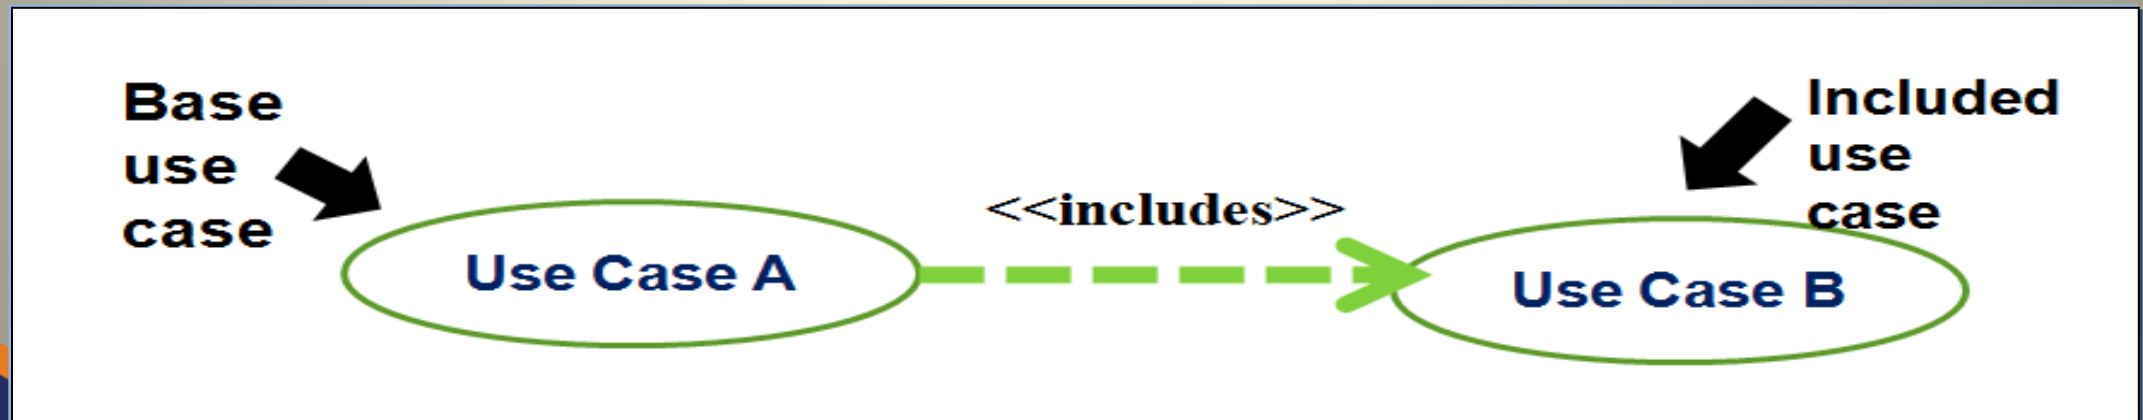 Base
use
case
Included
use
case
<<includes>>
Use Case A
Use Case B